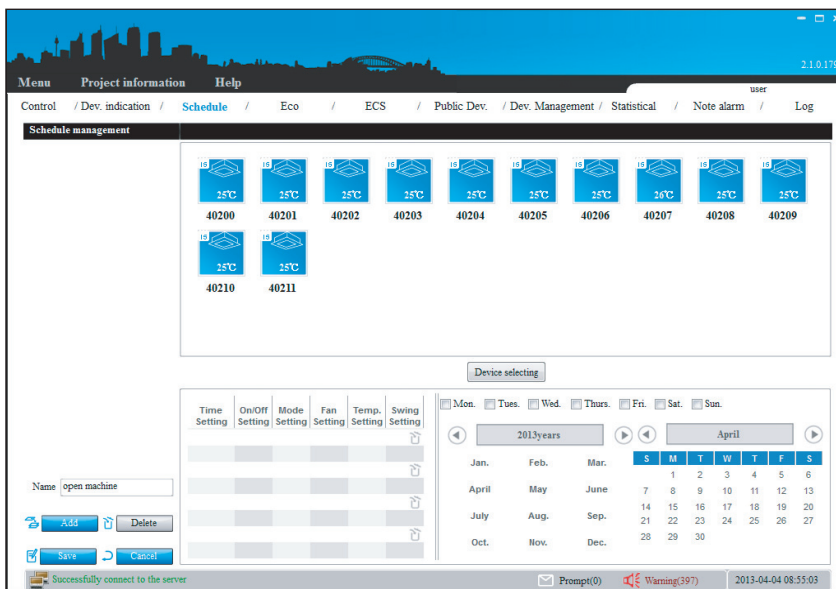 2.1.0.179
Menu Project information Help
user
Control / Dev. indication / Schedule / Eco / ECS / Public Dev. / Dev. Management / Statistical / Note alarm / Log
Schedule management
25℃ 25℃ 25℃ 25℃ 25℃ 25℃ 25℃ 26℃ 25℃ 25℃
40200 40201 40202 40203 40204 40205 40206 40207 40208 40209
25℃ 25℃
40210 40211
Device selecting
Time Setting On/Off Setting Mode Setting Fan Setting Temp. Setting Swing Setting
Mon. Tues. Wed. Thurs. Fri. Sat. Sun.
2013years April
Jan. Feb. Mar.
April May June
July Aug. Sep.
Oct. Nov. Dec.
S M T W T F S
1 2 3 4 5 6
7 8 9 10 11 12 13
14 15 16 17 18 19 20
21 22 23 24 25 26 27
28 29 30
Name open machine
Add Delete
Save Cancel
Successfully connect to the server Prompt(0) Warning(397) 2013-04-04 08:55:03